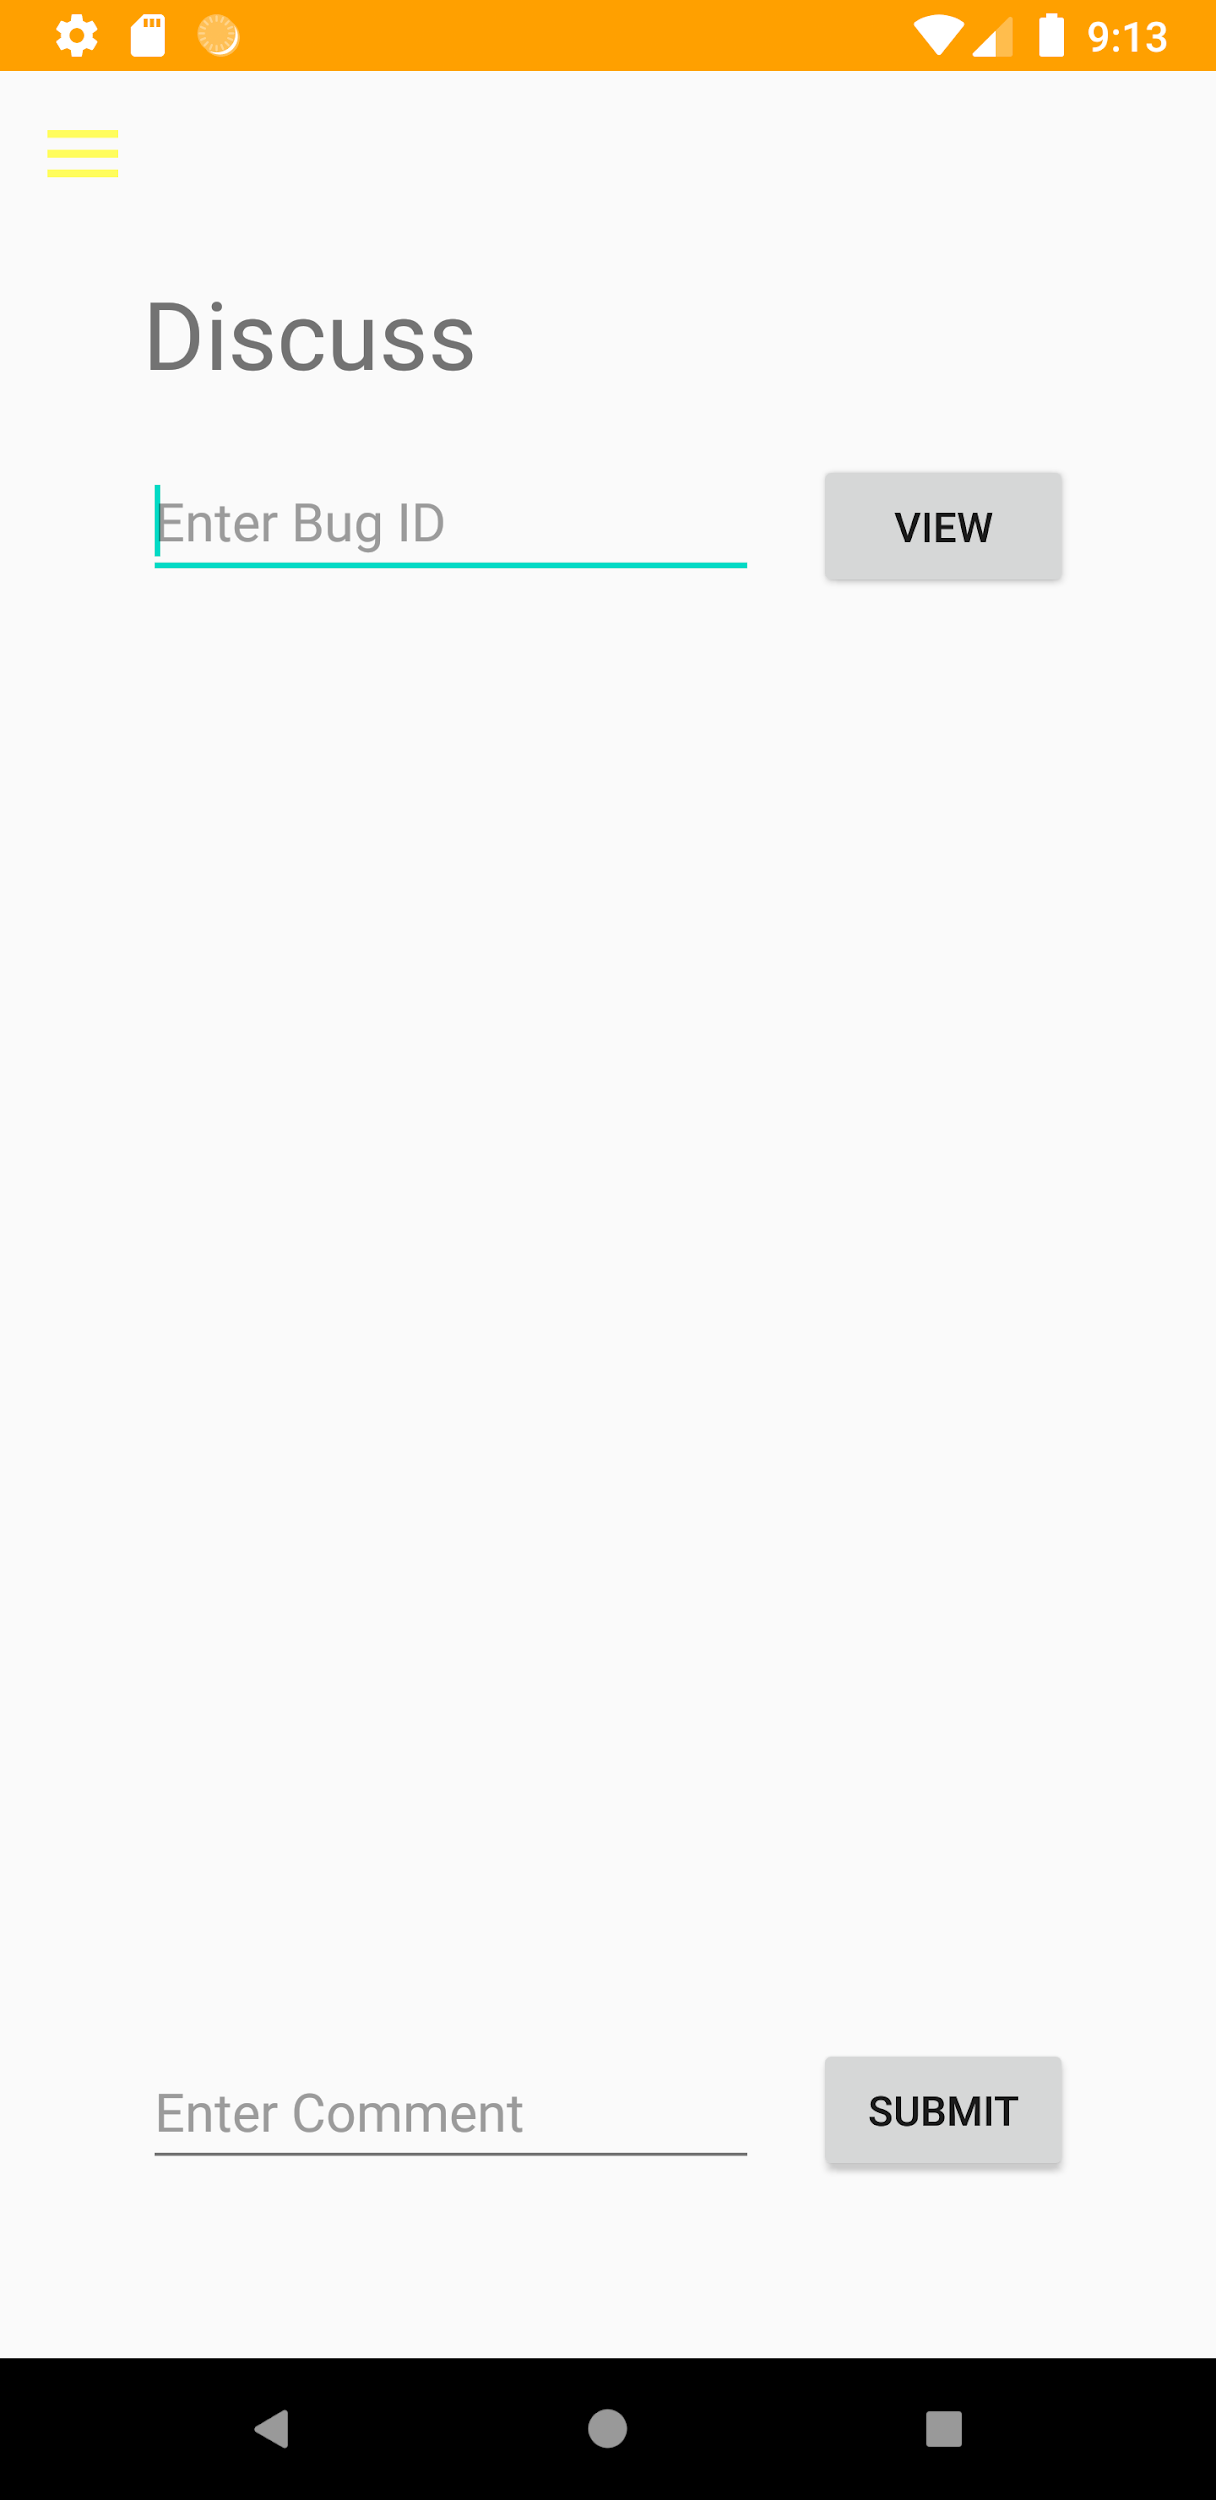 9:13
Discuss
Enter Bug ID
VIEW
Enter Comment
SUBMIT